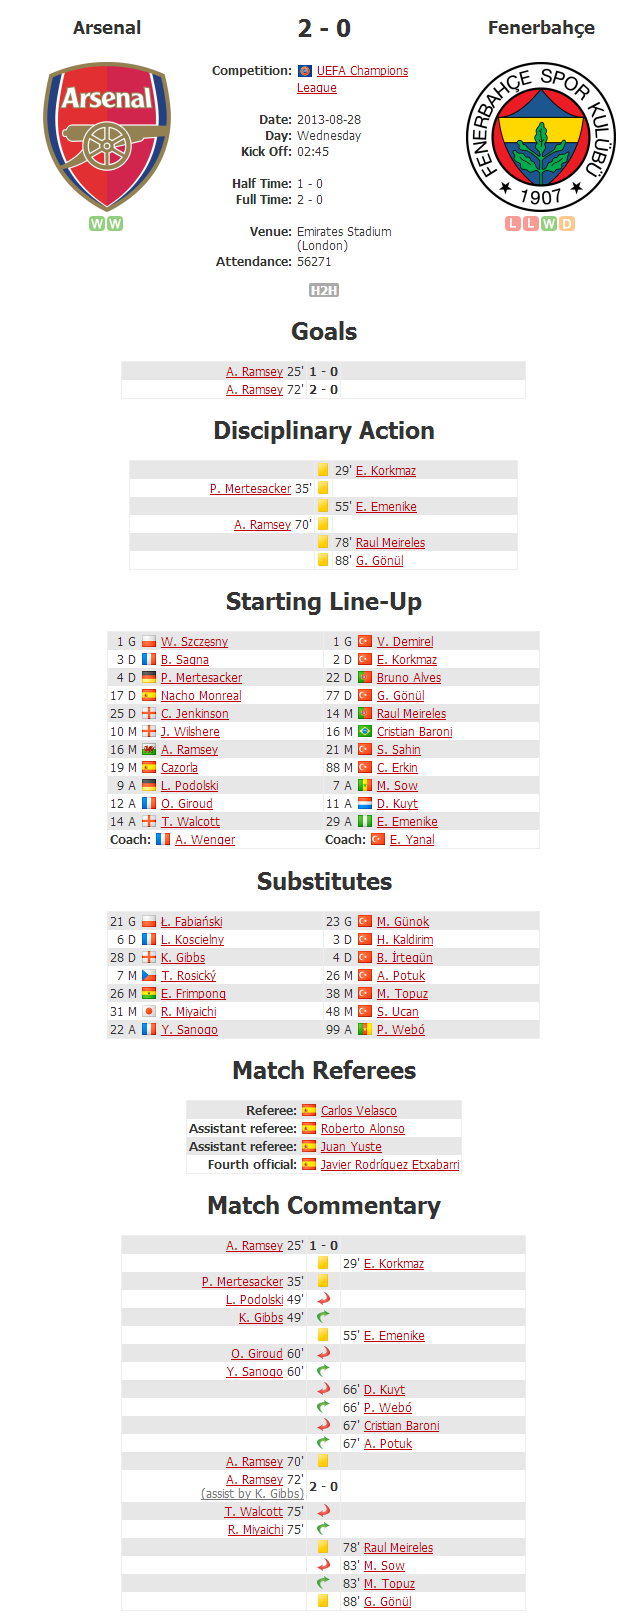 Arsenal
2 - 0
Fenerbahçe
Arsenal
FENERBAHÇE SPOR KULÜBÜ
1907
W W
L L W D
Competition: UEFA Champions
League
Date: 2013-08-28
Day: Wednesday
Kick Off: 02:45
Half Time: 1 - 0
Full Time: 2 - 0
Venue: Emirates Stadium
(London)
Attendance: 56271
H2H
Goals
A. Ramsey 25' 1 - 0
A. Ramsey 72' 2 - 0
Disciplinary Action
29' E. Korkmaz
P. Mertesacker 35'
55' E. Emenike
A. Ramsey 70'
78' Raul Meireles
88' G. Gönül
Starting Line-Up
1 G W. Szczesny 1 G V. Demirel
3 D B. Sagna 2 D E. Korkmaz
4 D P. Mertesacker 22 D Bruno Alves
17 D Nacho Monreal 77 D G. Gönül
25 D C. Jenkinson 14 M Raul Meireles
10 M J. Wilshere 16 M Cristian Baroni
16 M A. Ramsey 21 M S. Sahin
19 M Cazorla 88 M C. Erkin
9 A L. Podolski 7 A M. Sow
12 A O. Giroud 11 A D. Kuyt
14 A T. Walcott 29 A E. Emenike
Coach: A. Wenger Coach: E. Yanal
Substitutes
21 G Ł. Fabiański 23 G M. Günok
6 D L. Koscielny 3 D H. Kaldirim
28 D K. Gibbs 4 D B. İrtegün
7 M T. Rosický 26 M A. Potuk
26 M E. Frimpong 38 M M. Topuz
31 M R. Miyaichi 48 M S. Ucan
22 A Y. Sanogo 99 A P. Webó
Match Referees
Referee: Carlos Velasco
Assistant referee: Roberto Alonso
Assistant referee: Juan Yuste
Fourth official: Javier Rodríguez Etxabarri
Match Commentary
A. Ramsey 25' 1 - 0
29' E. Korkmaz
P. Mertesacker 35'
L. Podolski 49'
K. Gibbs 49'
55' E. Emenike
O. Giroud 60'
Y. Sanogo 60'
66' D. Kuyt
66' P. Webó
67' Cristian Baroni
67' A. Potuk
A. Ramsey 70'
A. Ramsey 72' 2 - 0
(assist by K. Gibbs)
T. Walcott 75'
R. Miyaichi 75'
78' Raul Meireles
83' M. Sow
83' M. Topuz
88' G. Gönül